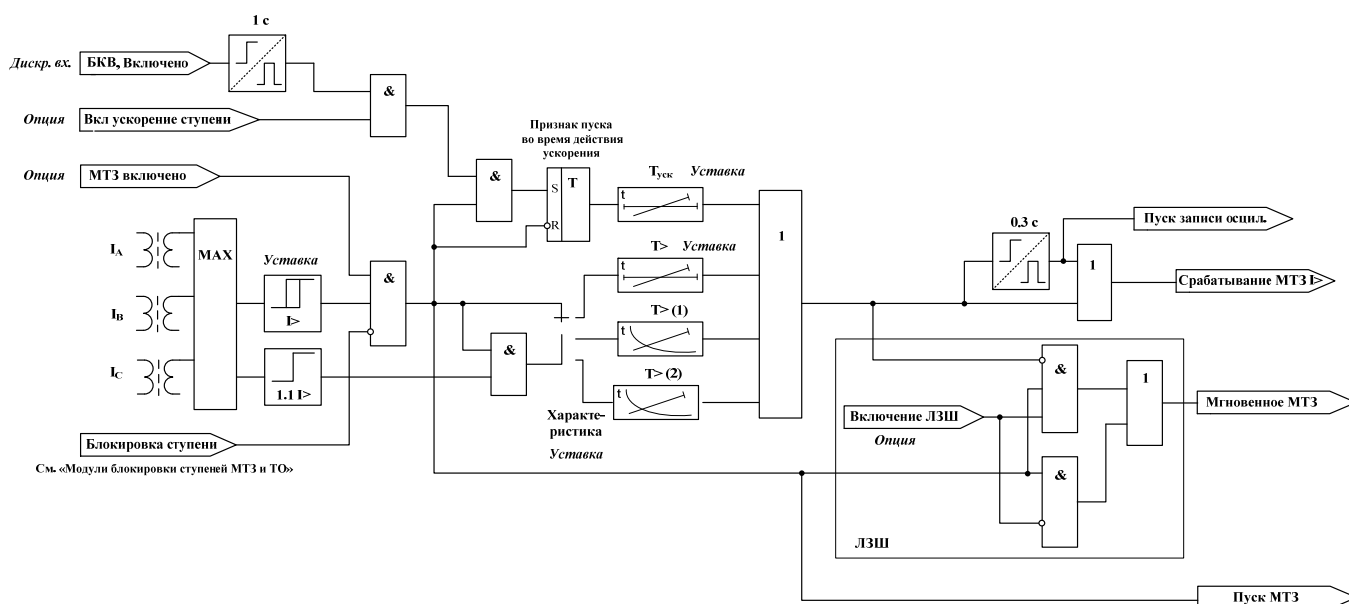 1 с
Дискр. вх.
БКВ, Включено
&
Опция
Вкл ускорение ступени
Признак пуска
во время действия
ускорения
Опция
МТЗ включено
&
S
T
R
Туск
Уставка
t
1
0.3 с
Пуск записи осцил.
IA
MAX
Уставка
&
T>
Уставка
t
1
Срабатывание МТЗ I>
IB
I>
&
T> (1)
t
IC
1.1 I>
T> (2)
t
&
1
Характе-
ристика
Уставка
Включение ЛЗШ
Опция
Мгновенное МТЗ
Блокировка ступени
См. «Модули блокировки ступеней МТЗ и ТО»
&
ЛЗШ
Пуск МТЗ